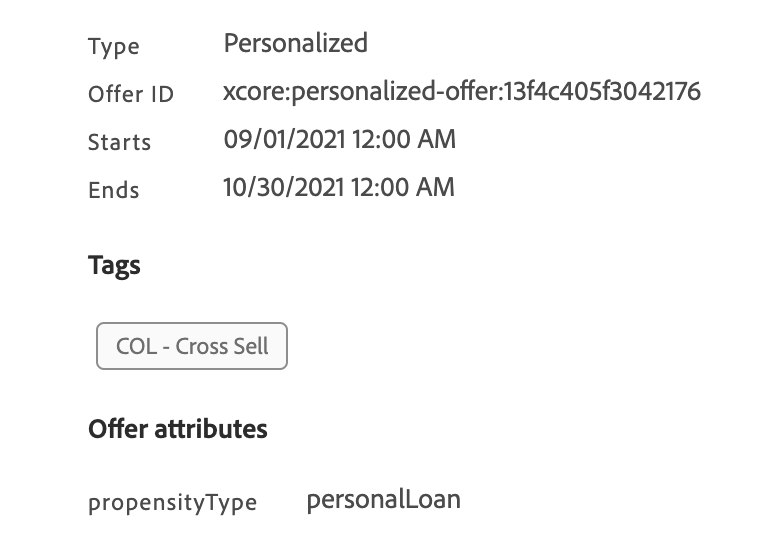 Type Personalized
Offer ID xcore:personalized-offer:13f4c405f3042176
Starts 09/01/2021 12:00 AM
Ends 10/30/2021 12:00 AM
Tags
COL - Cross Sell
Offer attributes
propensityType personalLoan